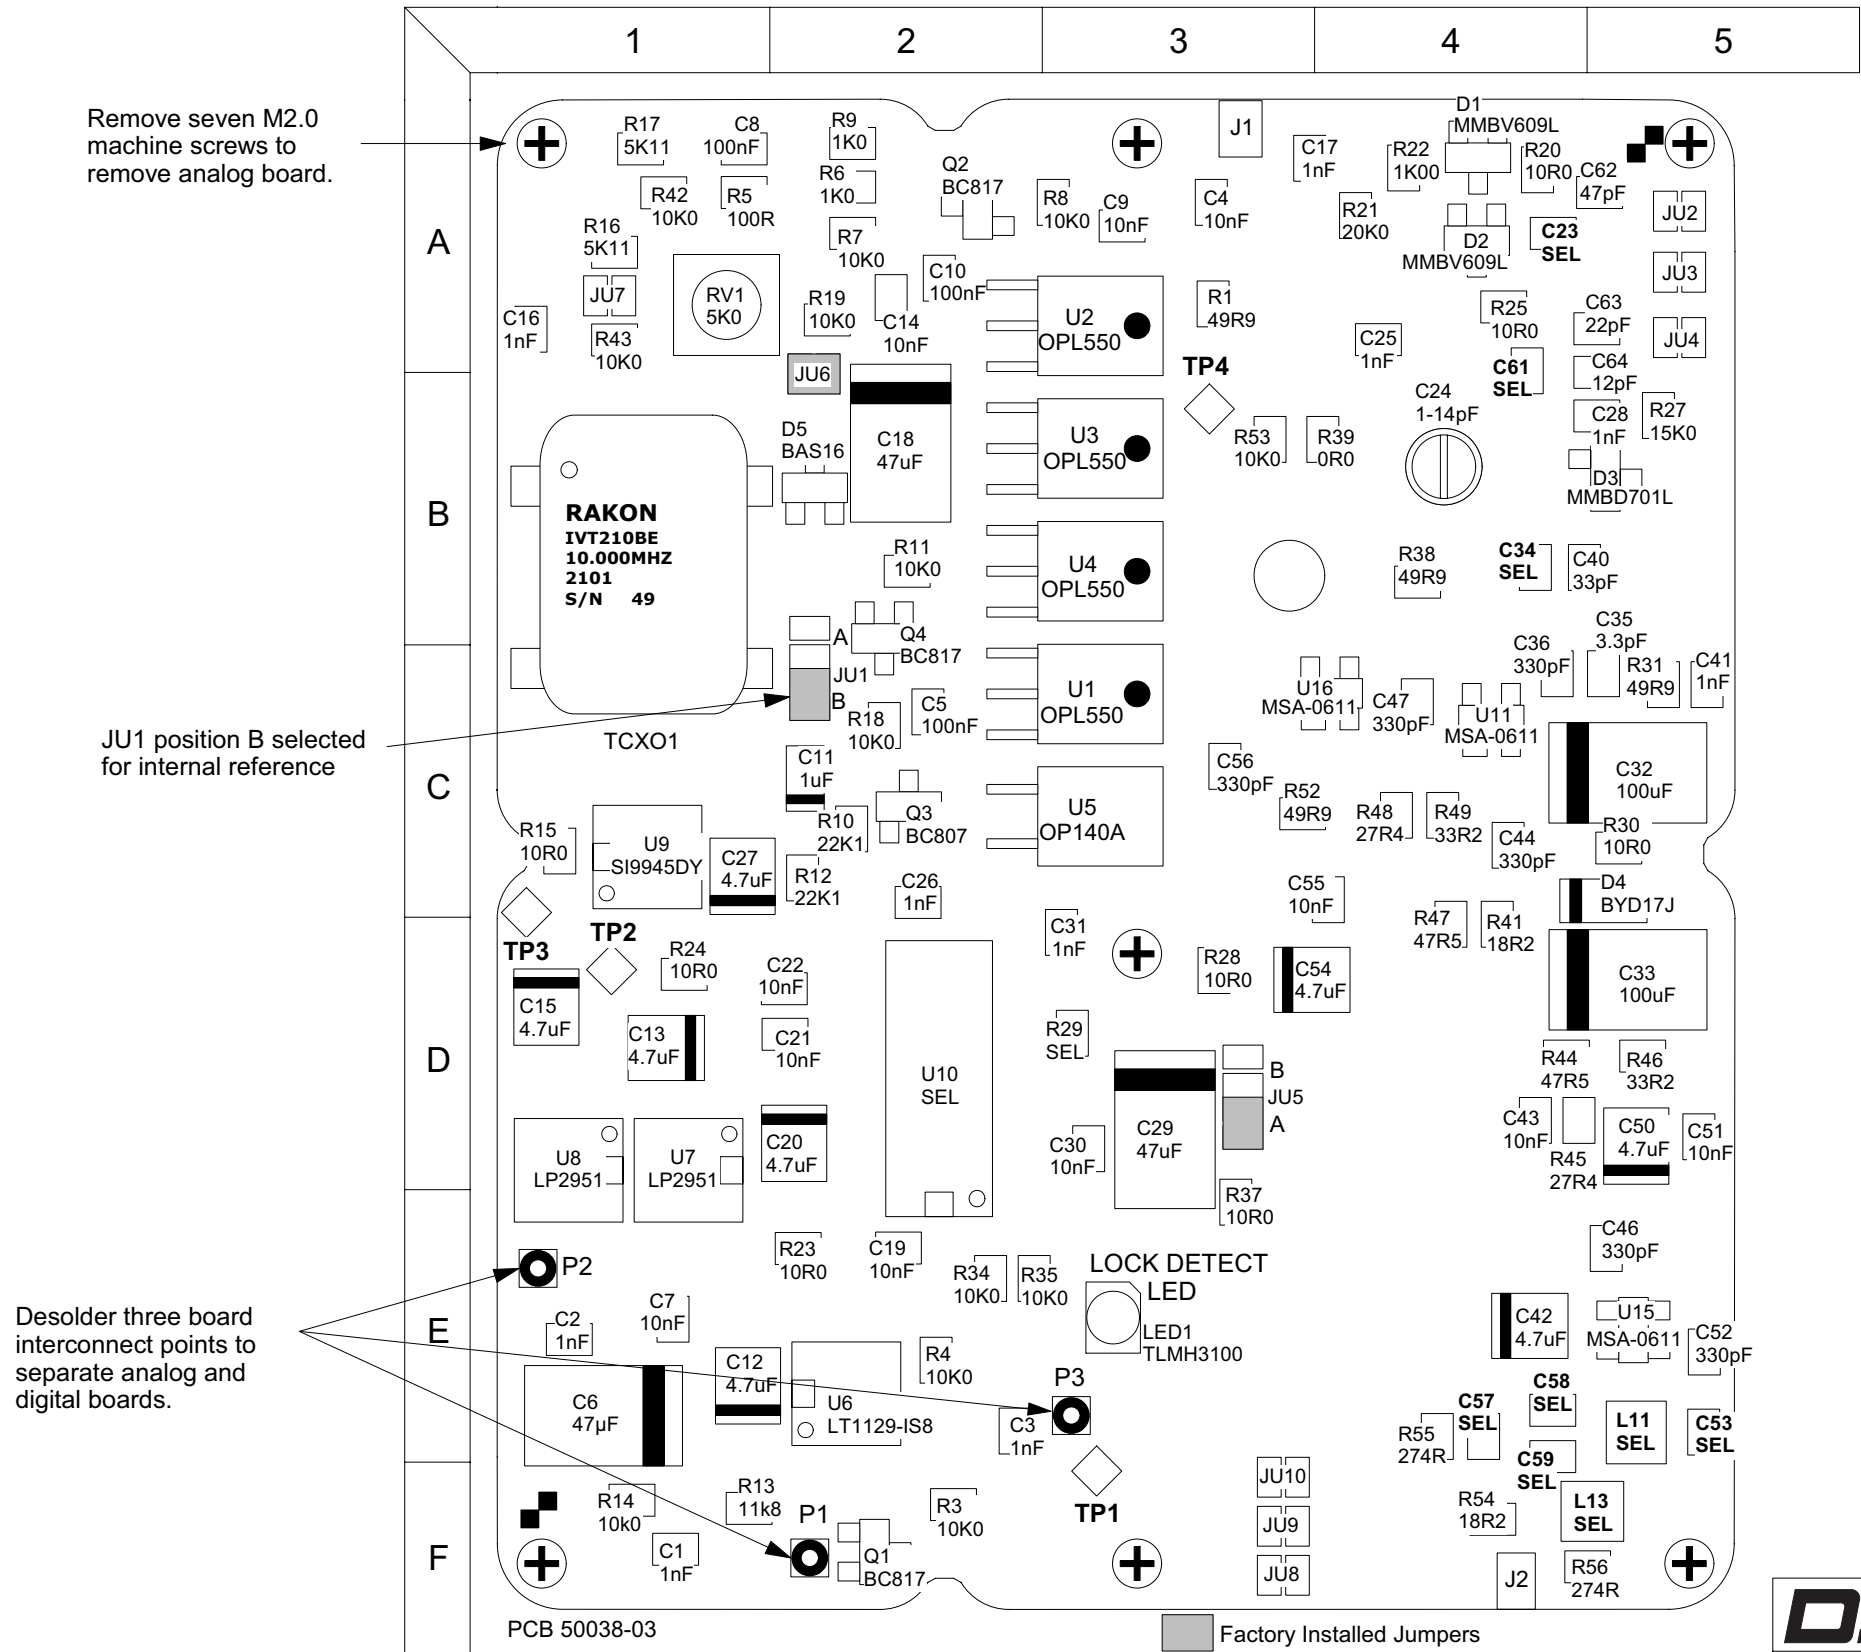 1 2 3 4 5
Remove seven M2.0
machine screws to
remove analog board.
R17
5K11
C8
100nF
R9
1K0
J1
C17
1nF
R22
1K00
D1
MMBV609L
R20
10R0
C62
47pF
A
R42
10K0
R5
100R
R6
1K0
Q2
BC817
R8
10K0
C9
10nF
C4
10nF
R21
20K0
D2
MMBV609L
C23
SEL
JU2
R16
5K11
R7
10K0
JU7
RV1
5K0
C10
100nF
R19
10K0
C14
10nF
U2
OPL550
R1
49R9
R25
10R0
C63
22pF
JU3
C16
1nF
R43
10K0
C25
1nF
JU4
JU6
TP4
C61
SEL
C64
12pF
B
D5
BAS16
C18
47uF
U3
OPL550
R53
10K0
R39
0R0
C24
1-14pF
C28
1nF
R27
15K0
D3
MMBD701L
RAKON
IVT210BE
10.000MHZ
2101
S/N 49
R11
10K0
U4
OPL550
R38
49R9
C34
SEL
C40
33pF
A
JU1
B
Q4
BC817
C36
330pF
C35
3.3pF
R31
49R9
C41
1nF
JU1 position B selected
for internal reference
TCXO1
R18
10K0
C5
100nF
U1
OPL550
U16
MSA-0611
C47
330pF
U11
MSA-0611
C
C11
1uF
C56
330pF
C32
100uF
R15
10R0
U9
SI9945DY
C27
4.7uF
R10
22K1
Q3
BC807
U5
OP140A
R52
49R9
R48
27R4
R49
33R2
C44
330pF
R30
10R0
R12
22K1
C26
1nF
C55
10nF
D4
BYD17J
TP3
TP2
R24
10R0
C22
10nF
C31
1nF
R28
10R0
C54
4.7uF
R47
47R5
R41
18R2
C33
100uF
D
C15
4.7uF
C13
4.7uF
C21
10nF
U10
SEL
R29
SEL
B
JU5
A
R44
47R5
R46
33R2
U8
LP2951
U7
LP2951
C20
4.7uF
C30
10nF
C29
47uF
C43
10nF
R45
27R4
C50
4.7uF
C51
10nF
R37
10R0
P2
R23
10R0
C19
10nF
R34
10K0
R35
10K0
LOCK DETECT
LED
C46
330pF
Desolder three board
interconnect points to
separate analog and
digital boards.
E
C2
1nF
C7
10nF
LED1
TLMH3100
C42
4.7uF
U15
MSA-0611
C52
330pF
C6
47µF
C12
4.7uF
U6
LT1129-IS8
R4
10K0
C3
1nF
P3
R55
274R
C57
SEL
C58
SEL
C59
SEL
L11
SEL
C53
SEL
F
R14
10k0
R13
11k8
P1
R3
10K0
TP1
JU10
JU9
JU8
R54
18R2
L13
SEL
C1
1nF
Q1
BC817
J2
R56
274R
PCB 50038-03
Factory Installed Jumpers